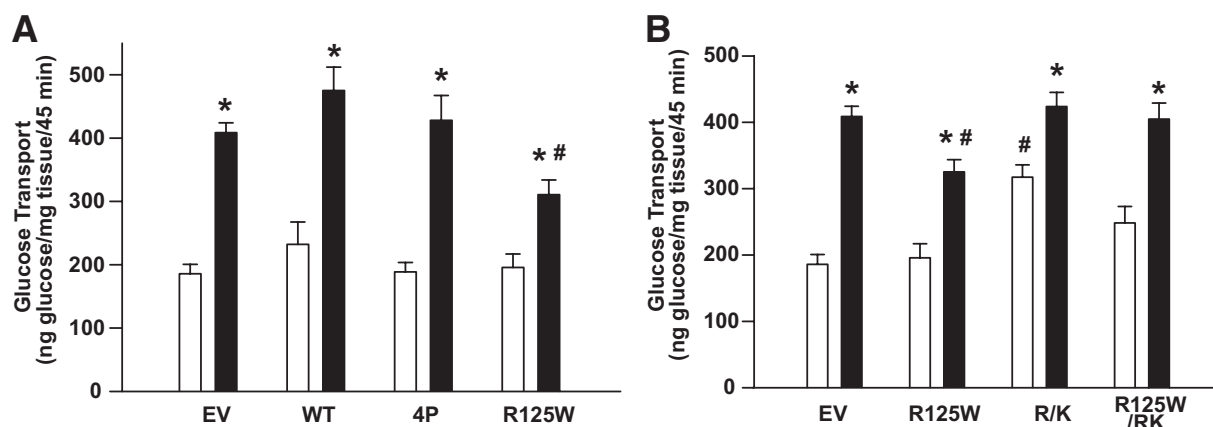 A
Glucose Transport
(ng glucose/mg tissue/45 min)
500
400
300
200
100
0
*
*
*
* #
EV WT 4P R125W
B
Glucose Transport
(ng glucose/mg tissue/45 min)
500
400
300
200
100
0
*
* #
#
*
*
EV R125W R/K R125W
/RK